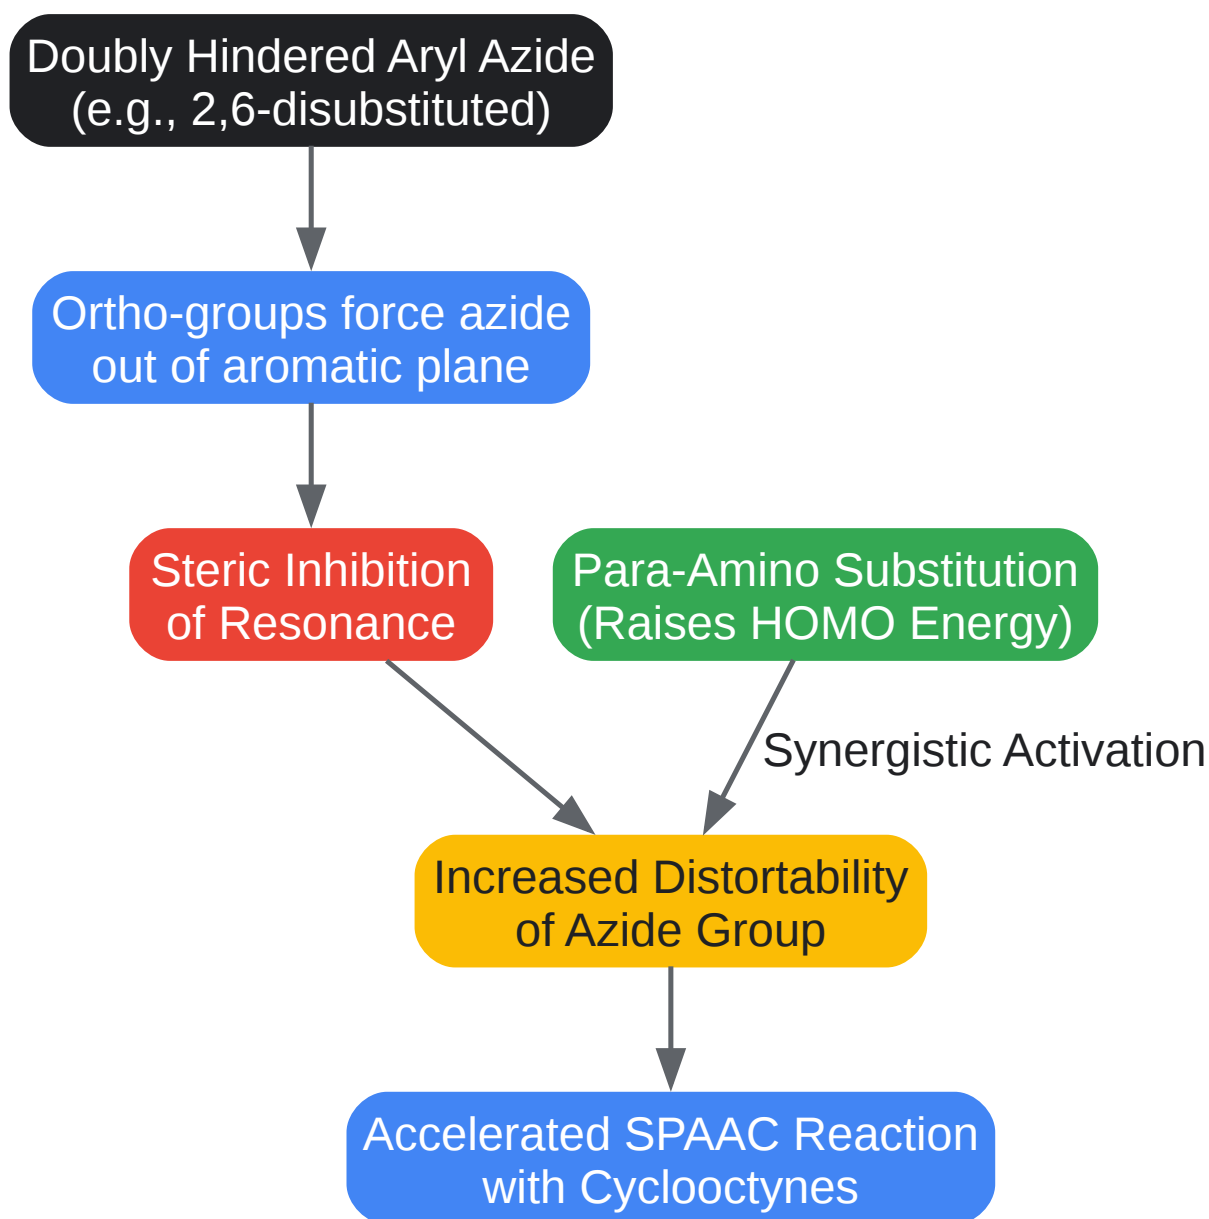 Doubly Hindered Aryl Azide
(e.g., 2,6-disubstituted)
Ortho-groups force azide
out of aromatic plane
Steric Inhibition
of Resonance
Para-Amino Substitution
(Raises HOMO Energy)
Synergistic Activation
Increased Distortability
of Azide Group
Accelerated SPAAC Reaction
with Cyclooctynes